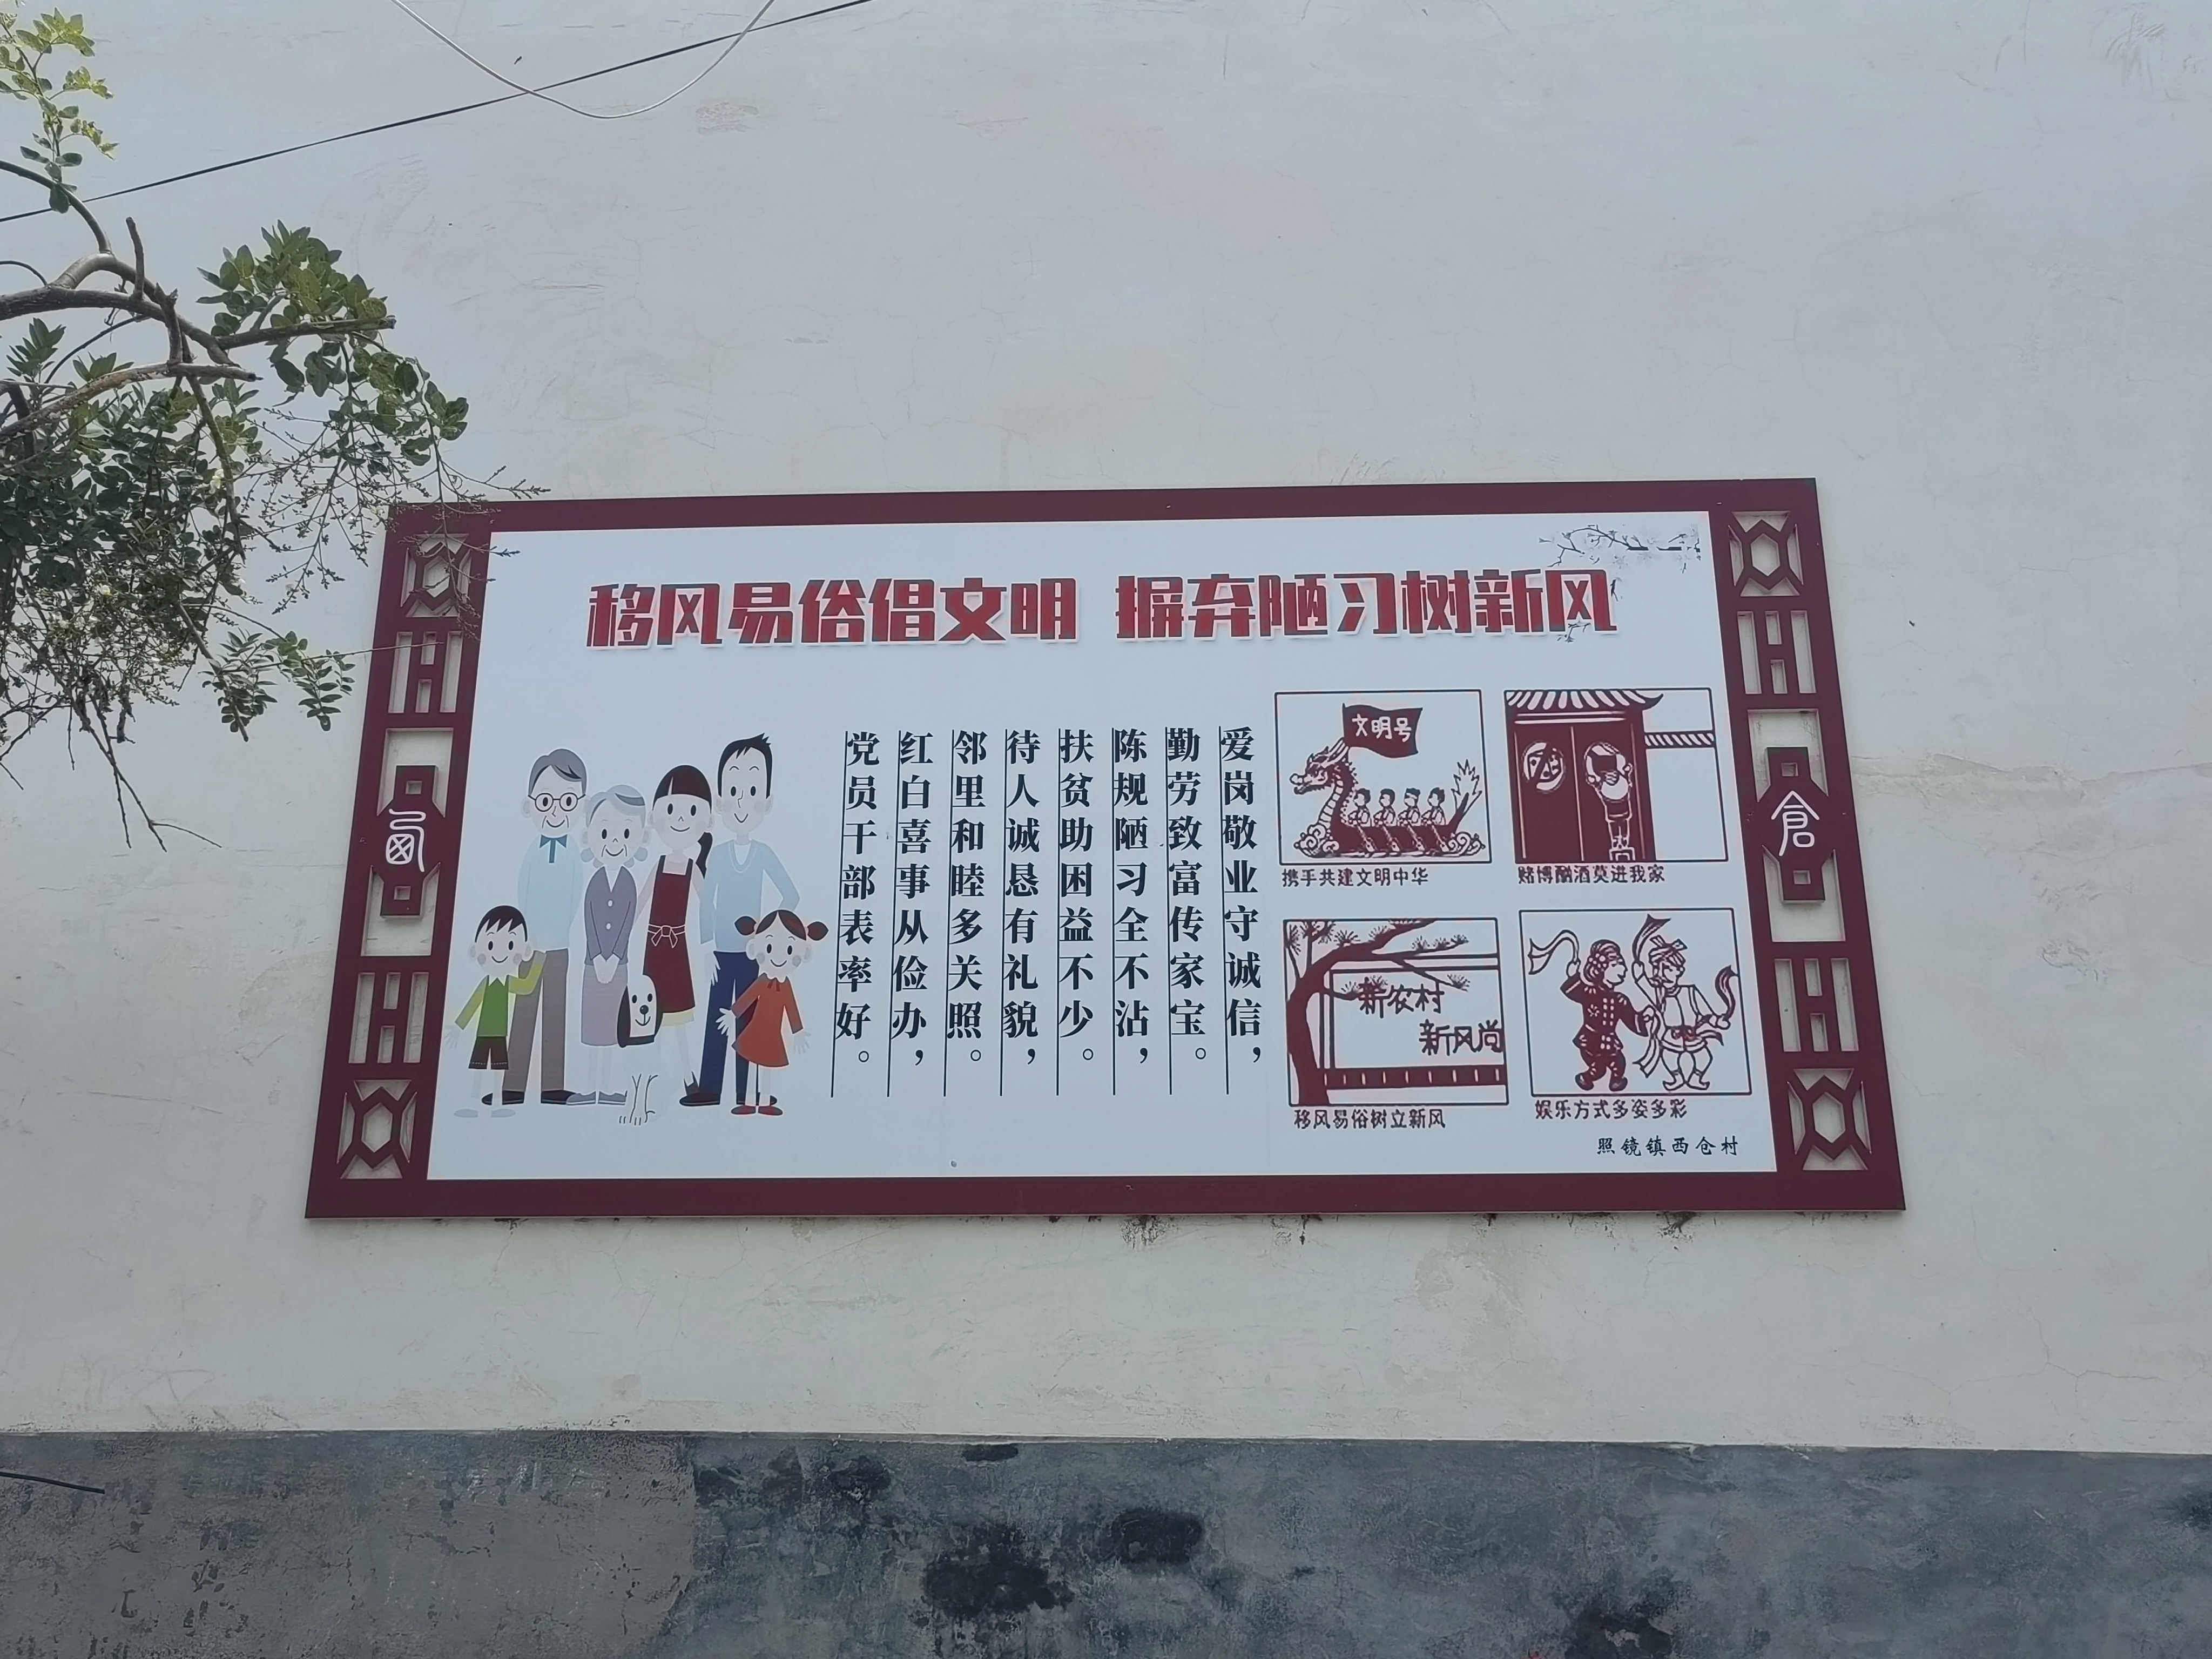 移风易俗倡文明 摒弃陋习树新风
爱岗敬业守诚信，
勤劳致富传家宝。
陈规陋习全不沾，
扶贫助困益不少。
待人诚恳有礼貌，
邻里和睦多关照。
红白喜事从俭办，
党员干部表率好。
文明号
携手共建文明中华
赌博酗酒莫进我家
新农村
新风尚
移风易俗树立新风
娱乐方式多姿多彩
照镜镇西仓村
西
倉